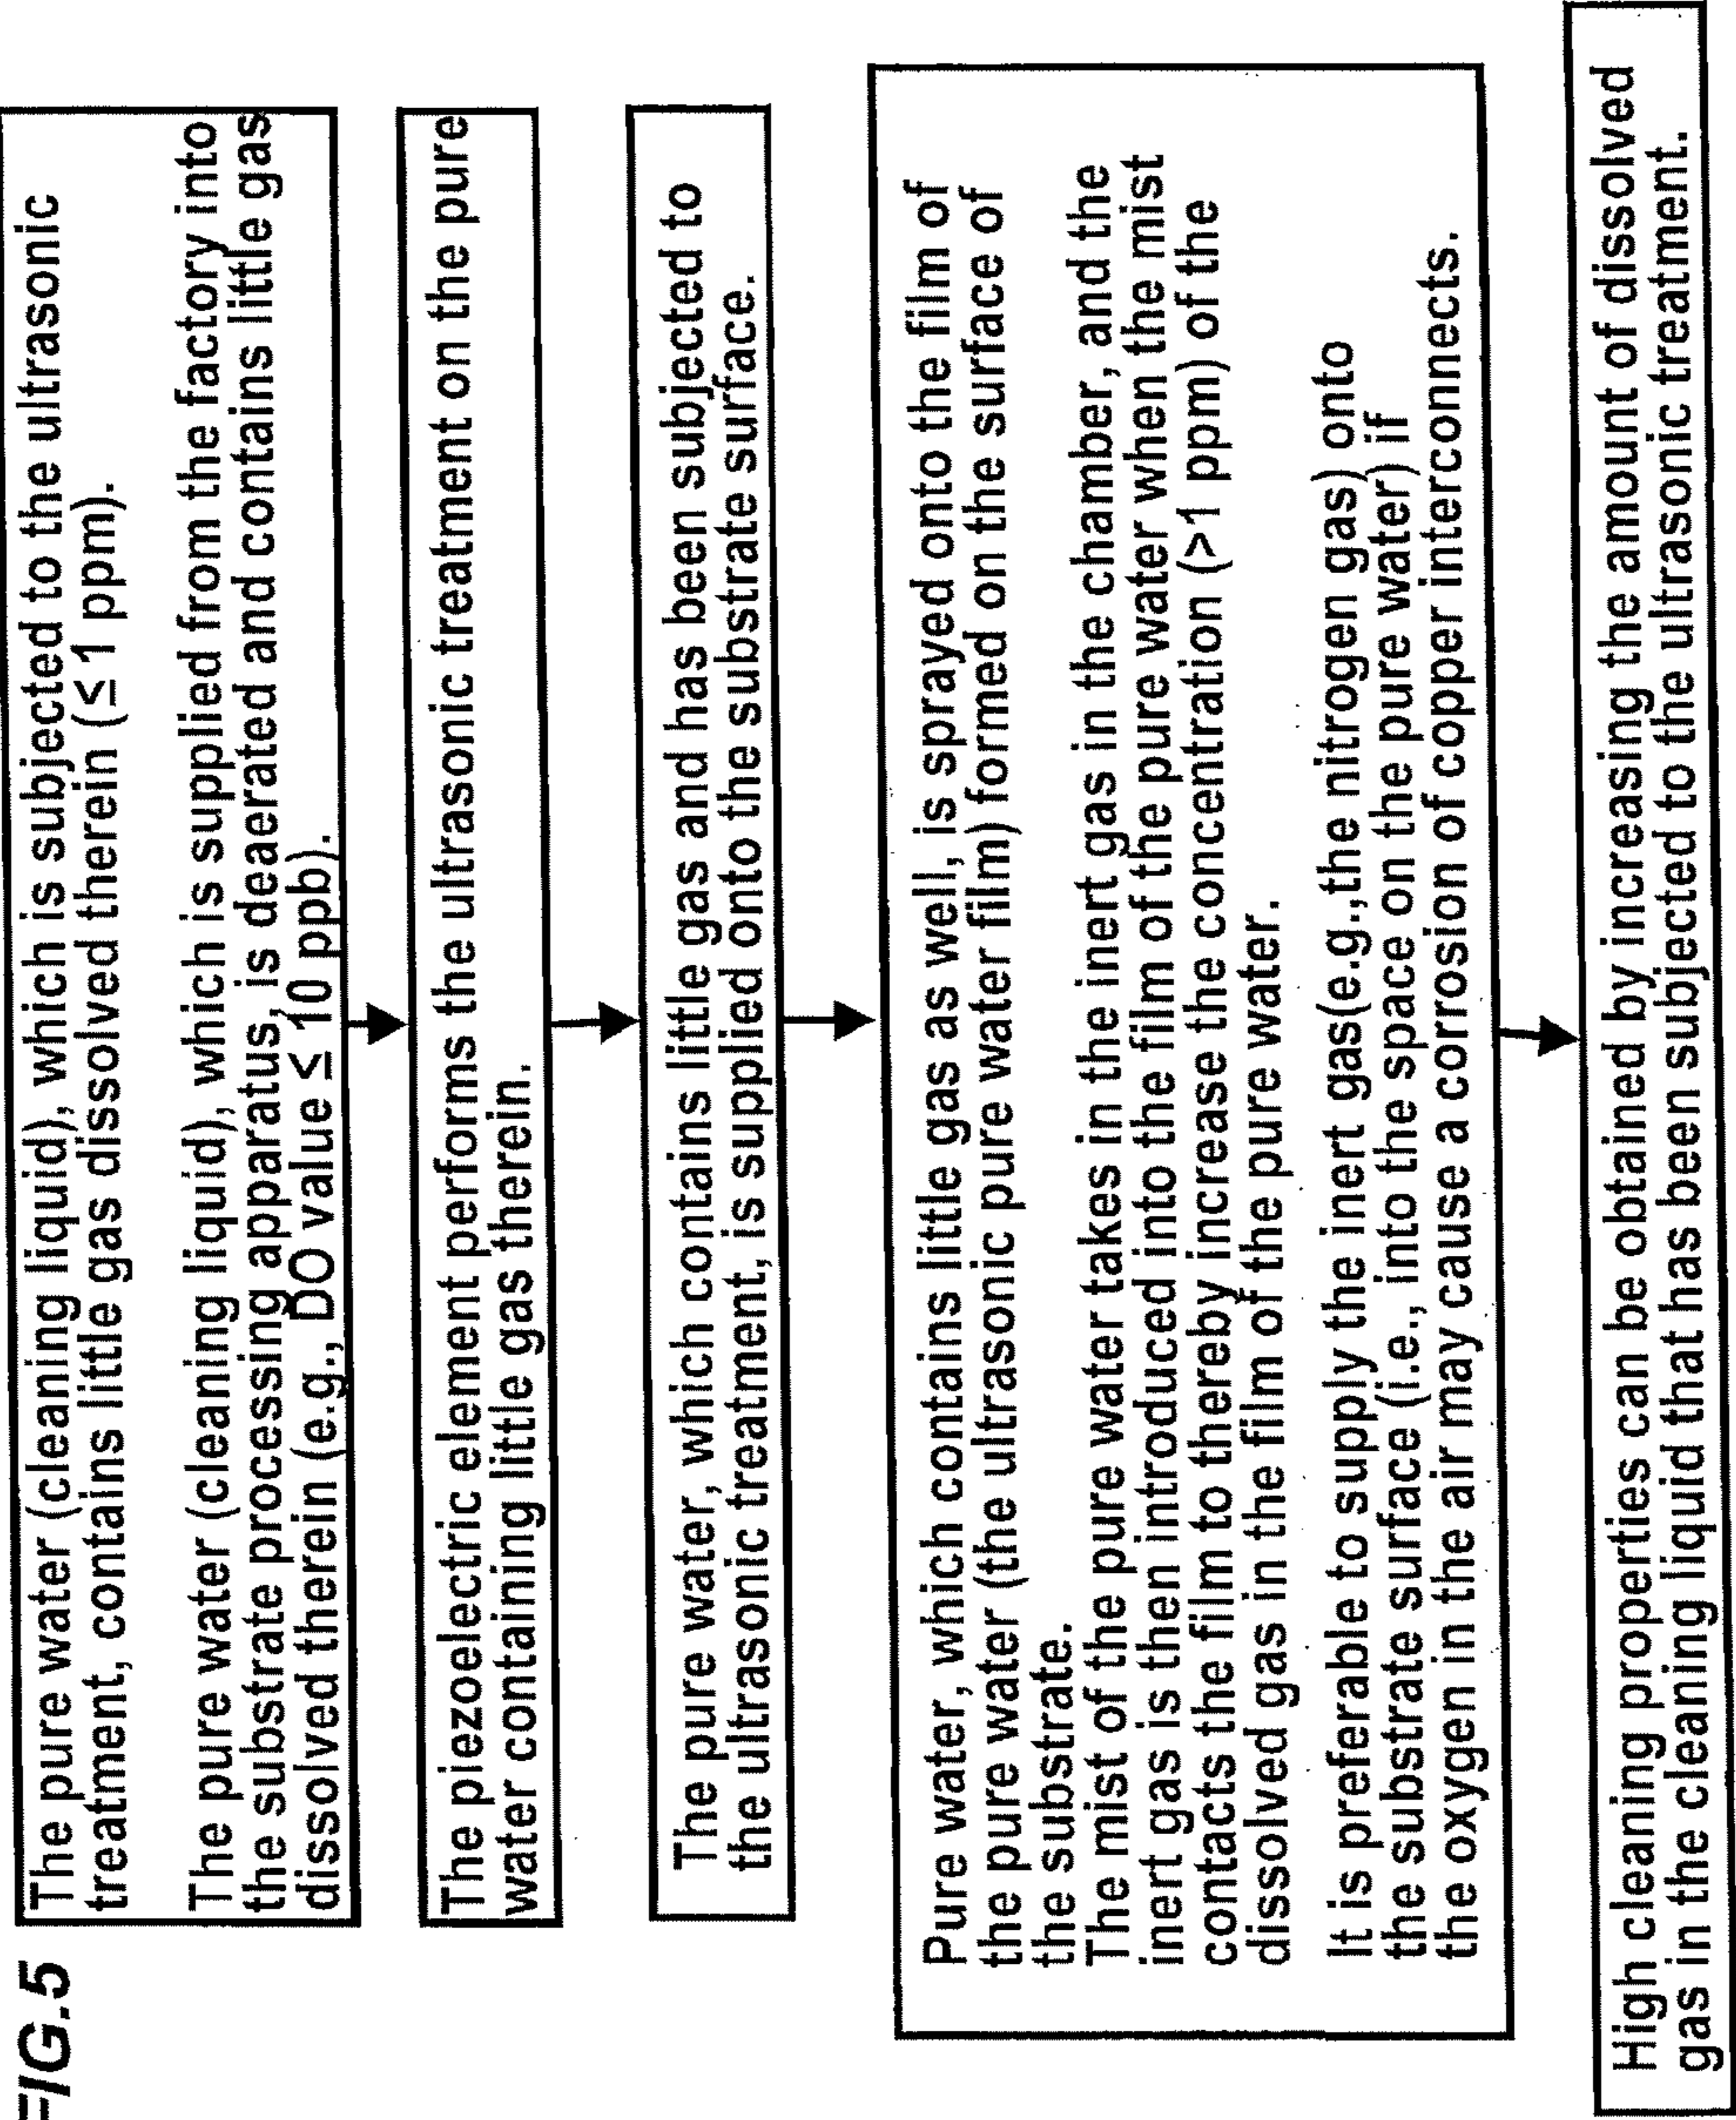 FIG.5
The pure water (cleaning liquid), which is subjected to the ultrasonic
treatment, contains little gas dissolved therein (≤ 1 ppm).
The pure water (cleaning liquid), which is supplied from the factory into
the substrate processing apparatus, is deaerated and contains little gas
dissolved therein (e.g., DO value ≤ 10 ppb).
The piezoelectric element performs the ultrasonic treatment on the pure
water containing little gas therein.
The pure water, which contains little gas and has been subjected to
the ultrasonic treatment, is supplied onto the substrate surface.
Pure water, which contains little gas as well, is sprayed onto the film of
the pure water (the ultrasonic pure water film) formed on the surface of
the substrate.
The mist of the pure water takes in the inert gas in the chamber, and the
inert gas is then introduced into the film of the pure water when the mist
contacts the film to thereby increase the concentration (>1 ppm) of the
dissolved gas in the film of the pure water.
It is preferable to supply the inert gas(e.g.,the nitrogen gas) onto
the substrate surface (i.e., into the space on the pure water) if
the oxygen in the air may cause a corrosion of copper interconnects.
High cleaning properties can be obtained by increasing the amount of dissolved
gas in the cleaning liquid that has been subjected to the ultrasonic treatment.